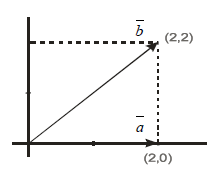 b̅
(2,2)
a̅
(2,0)